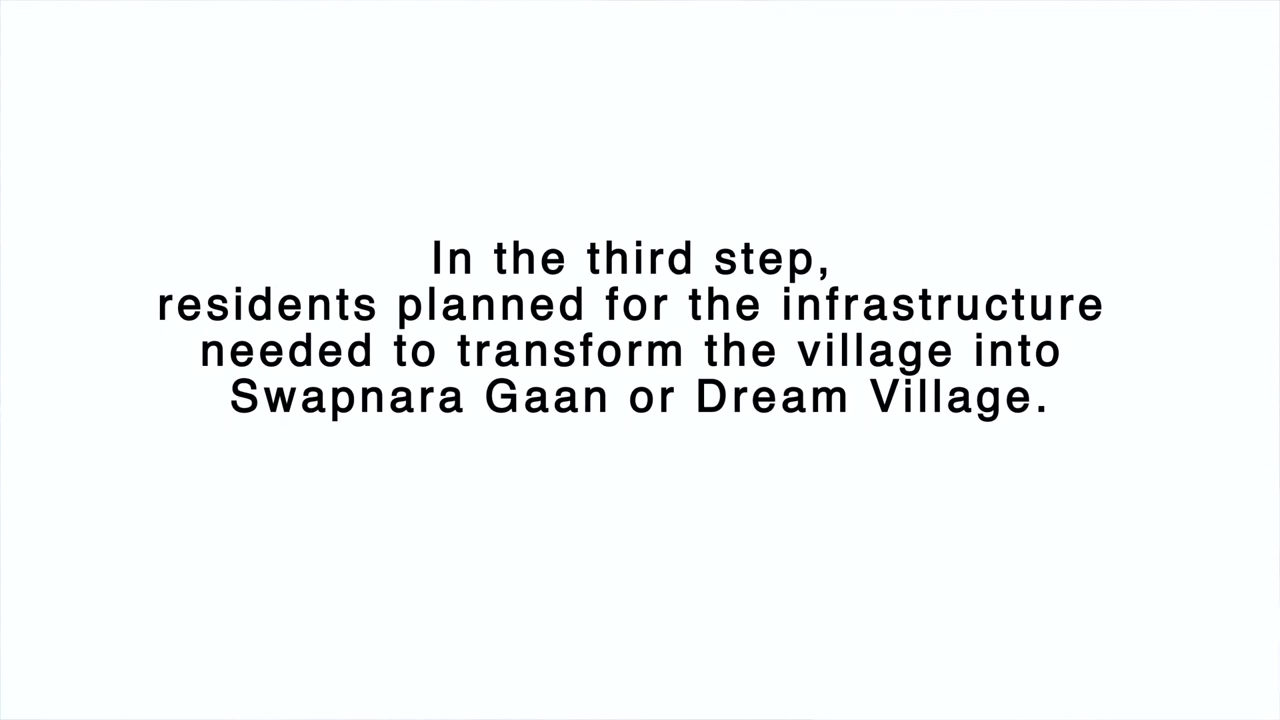 In the third step,
residents planned for the infrastructure
needed to transform the village into
Swapnara Gaan or Dream Village.